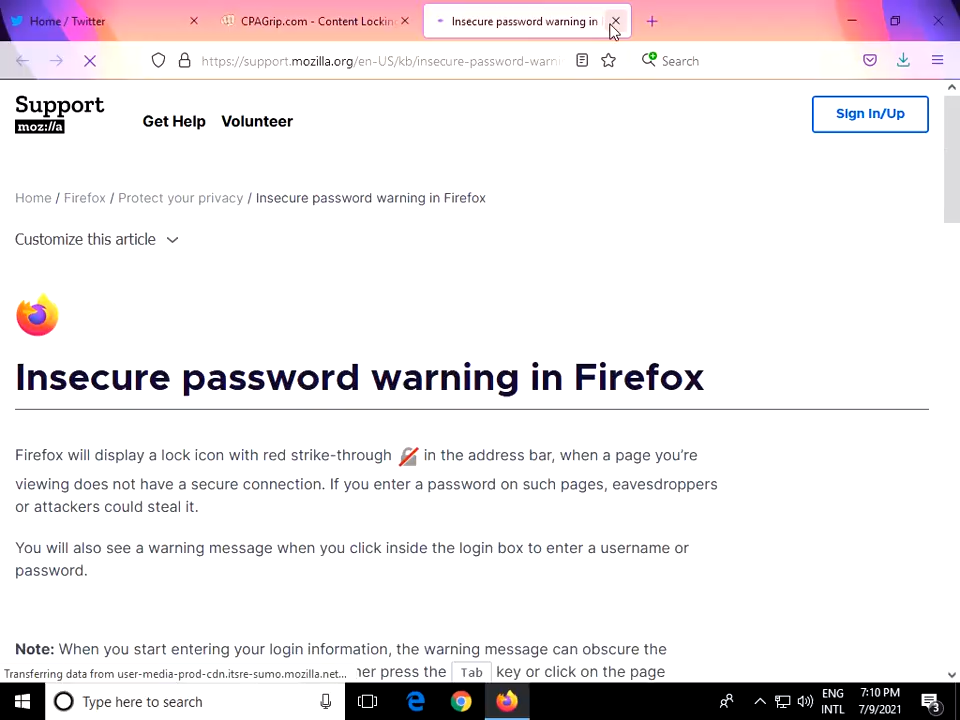 Home / Twitter
CPAGrip.com - Content Lockin
Insecure password warning in
https://support.mozilla.org/en-US/kb/insecure-password-warni
Search
Support
moz://a
Get Help
Volunteer
Sign In/Up
Home / Firefox / Protect your privacy / Insecure password warning in Firefox
Customize this article
Insecure password warning in Firefox
Firefox will display a lock icon with red strike-through in the address bar, when a page you're
viewing does not have a secure connection. If you enter a password on such pages, eavesdroppers
or attackers could steal it.
You will also see a warning message when you click inside the login box to enter a username or
password.
Note: When you start entering your login information, the warning message can obscure the
Transferring data from user-media-prod-cdn.itsre-sumo.mozilla.net...
her press the Tab key or click on the page
Type here to search
ENG
INTL
7:10 PM
7/9/2021
3